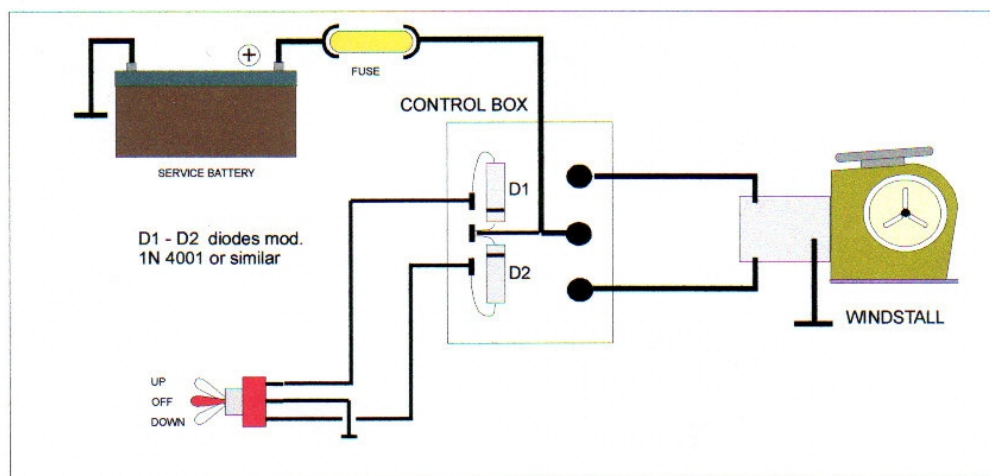 +
FUSE
CONTROL BOX
SERVICE BATTERY
D1
D1 - D2 diodes mod.
1N 4001 or similar
D2
WINDSTALL
UP
OFF
DOWN